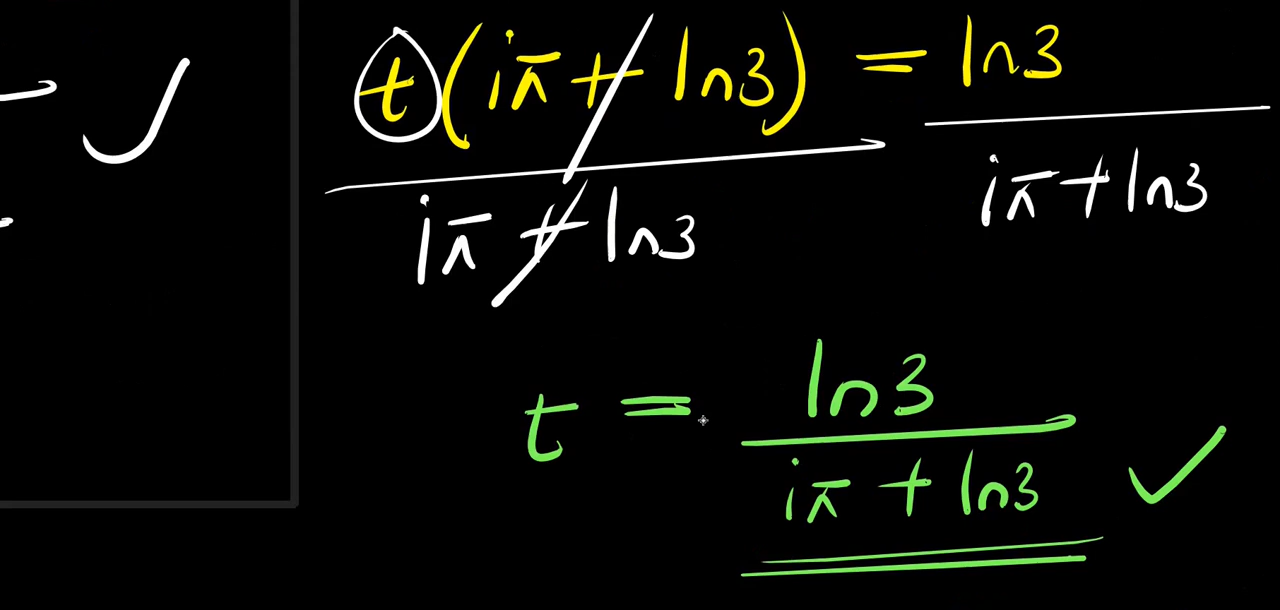 t(iπ + ln3) = ln3
iπ + ln3 iπ + ln3
t = ln3
iπ + ln3